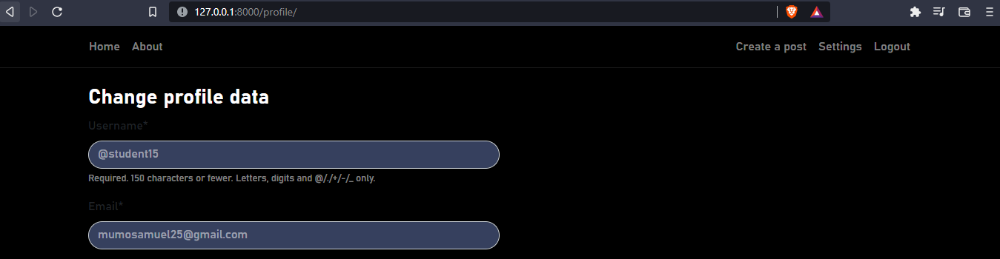 127.0.0.1:8000/profile/
Home About Create a post Settings Logout
Change profile data
Username*
@student15
Required. 150 characters or fewer. Letters, digits and @/./+/-/_ only.
Email*
mumosamuel25@gmail.com